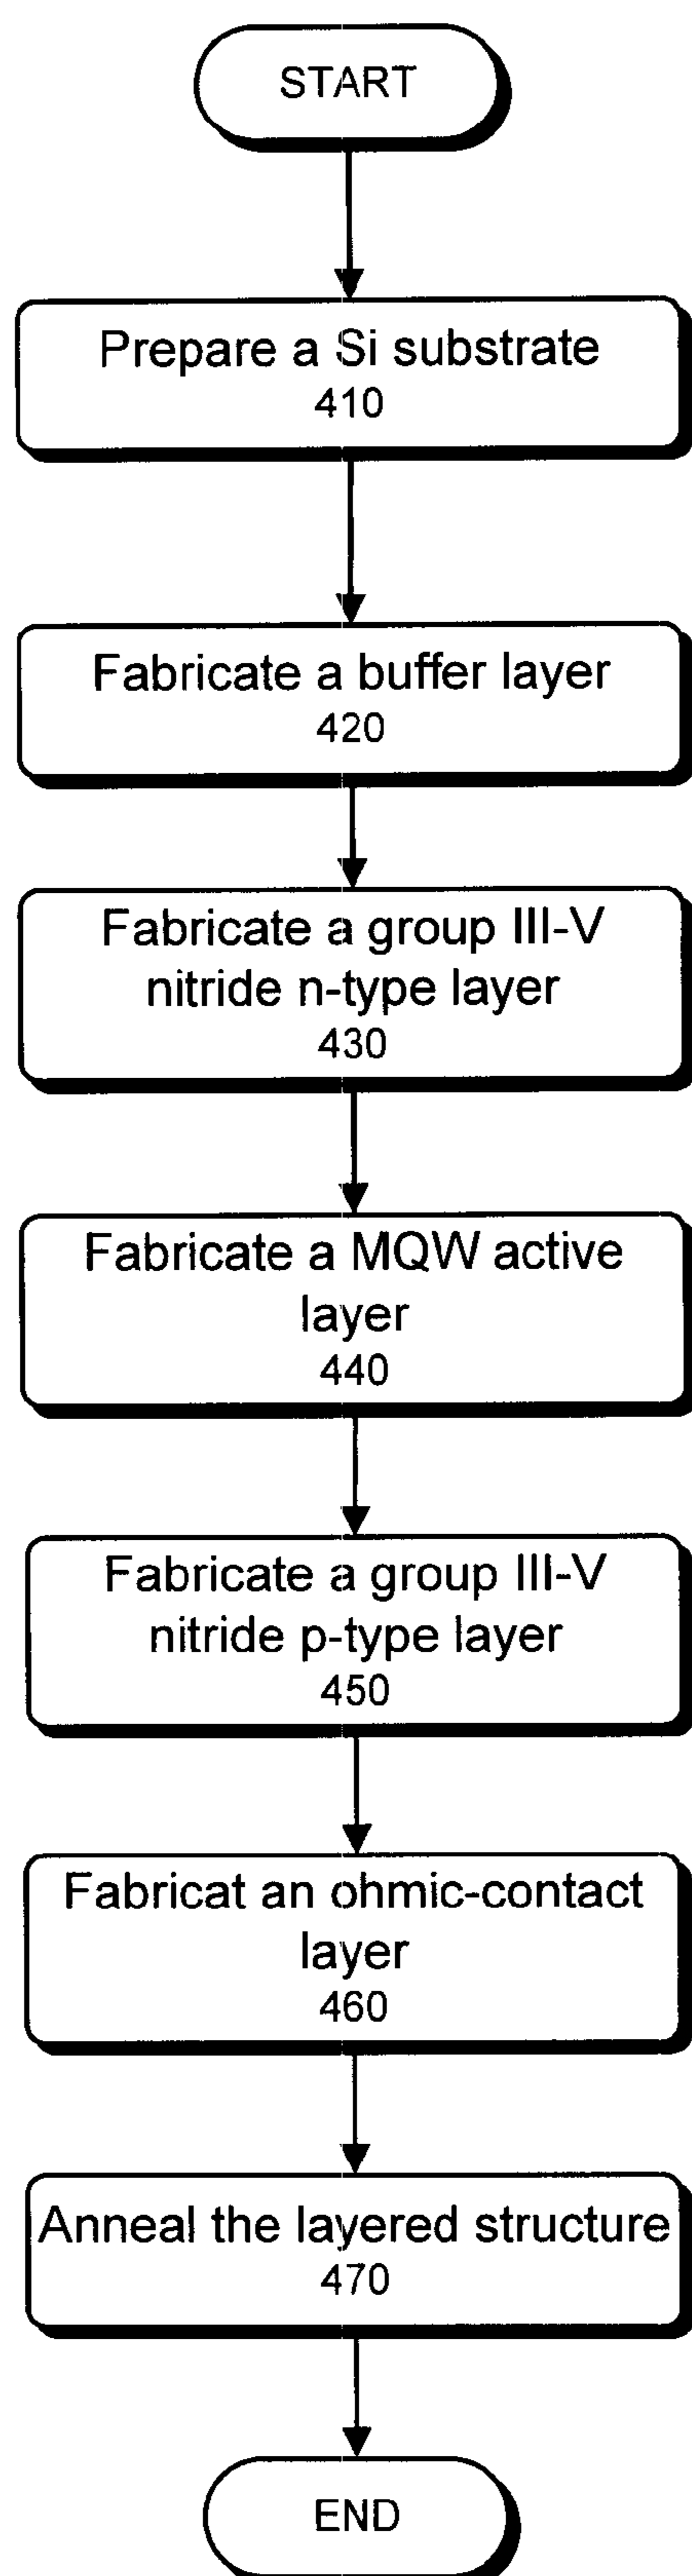 START
Prepare a Si substrate
410
Fabricate a buffer layer
420
Fabricate a group III-V
nitride n-type layer
430
Fabricate a MQW active
layer
440
Fabricate a group III-V
nitride p-type layer
450
Fabricat an ohmic-contact
layer
460
Anneal the layered structure
470
END